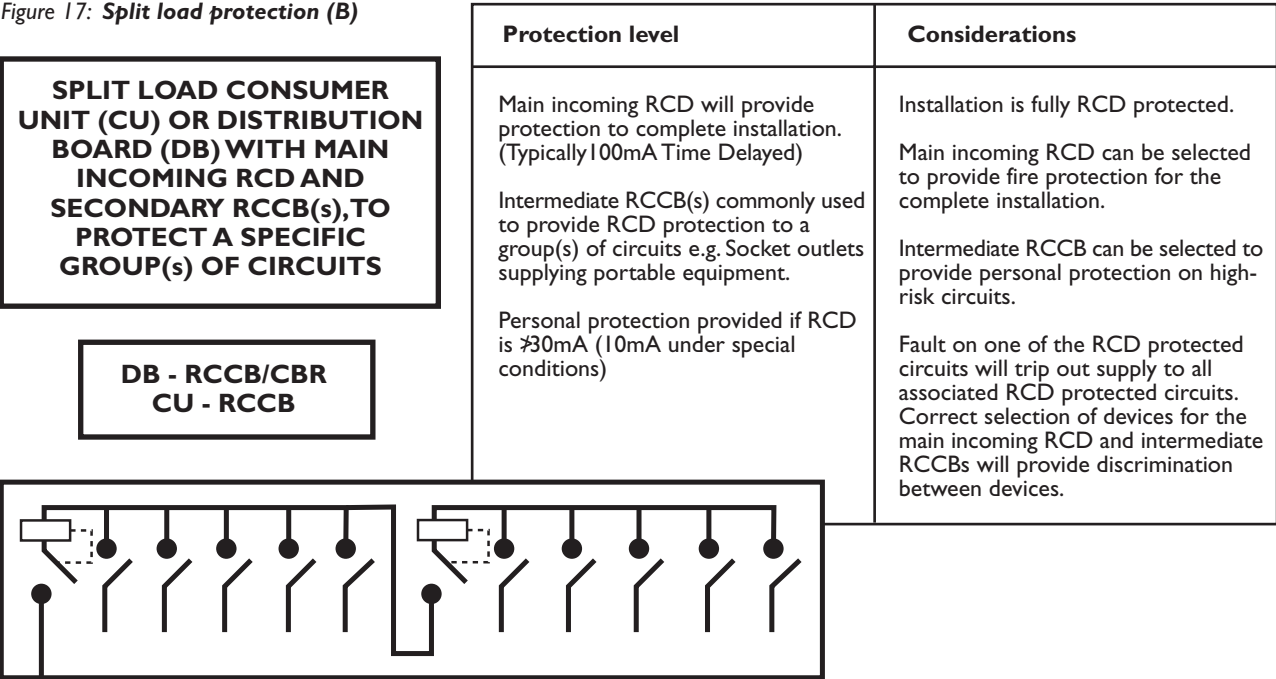 Figure 17: Split load protection (B)
SPLIT LOAD CONSUMER
UNIT (CU) OR DISTRIBUTION
BOARD (DB) WITH MAIN
INCOMING RCD AND
SECONDARY RCCB(s), TO
PROTECT A SPECIFIC
GROUP(s) OF CIRCUITS
DB - RCCB/CBR
CU - RCCB
Protection level
Main incoming RCD will provide
protection to complete installation.
(Typically100mA Time Delayed)
Intermediate RCCB(s) commonly used
to provide RCD protection to a
group(s) of circuits e.g. Socket outlets
supplying portable equipment.
Personal protection provided if RCD
is ≯30mA (10mA under special
conditions)
Considerations
Installation is fully RCD protected.
Main incoming RCD can be selected
to provide fire protection for the
complete installation.
Intermediate RCCB can be selected to
provide personal protection on high-
risk circuits.
Fault on one of the RCD protected
circuits will trip out supply to all
associated RCD protected circuits.
Correct selection of devices for the
main incoming RCD and intermediate
RCCBs will provide discrimination
between devices.